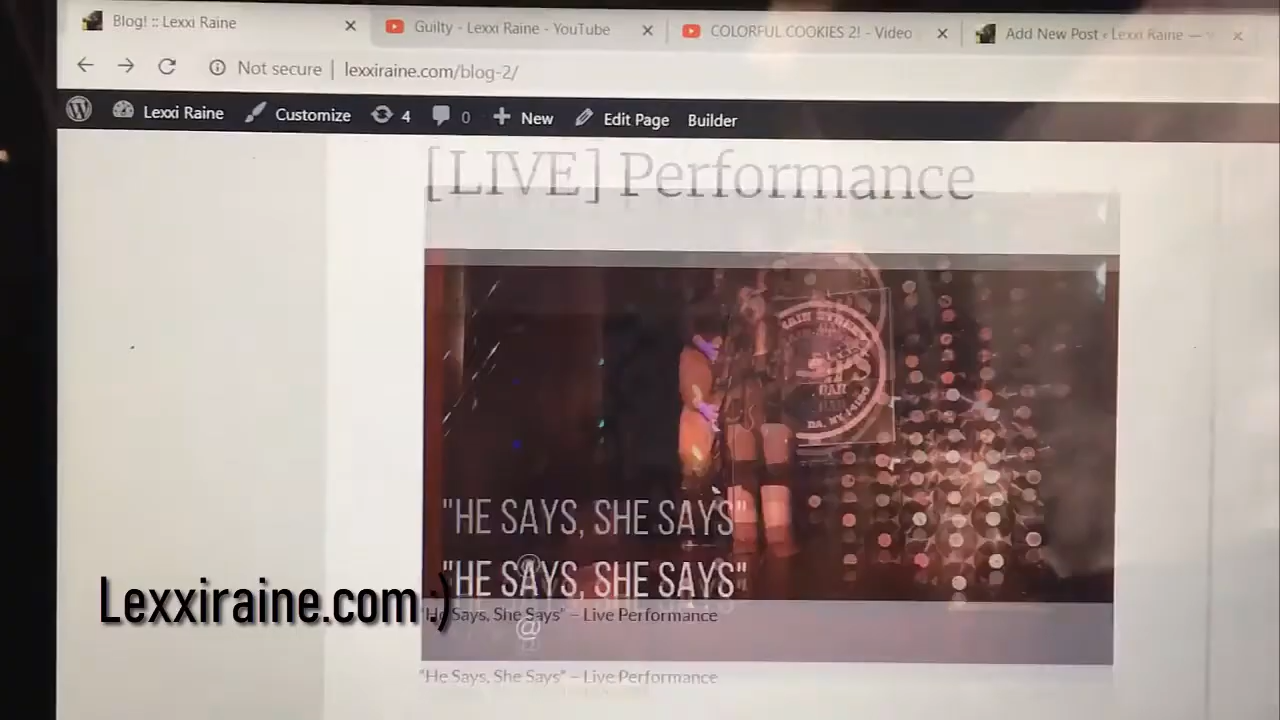 Blog! :: Lexxi Raine
Guilty - Lexxi Raine - YouTube
COLORFUL COOKIES 2! - Video
Add New Post ‹ Lexxi Raine —
Not secure | lexxiraine.com/blog-2/
Lexxi Raine
Customize
4
0
New
Edit Page
Builder
[LIVE] Performance
BAR
"HE SAYS, SHE SAYS"
"HE SAYS, SHE SAYS"
@
Lexxiraine.com :)
"He Says, She Says" – Live Performance
@
"He Says, She Says" – Live Performance